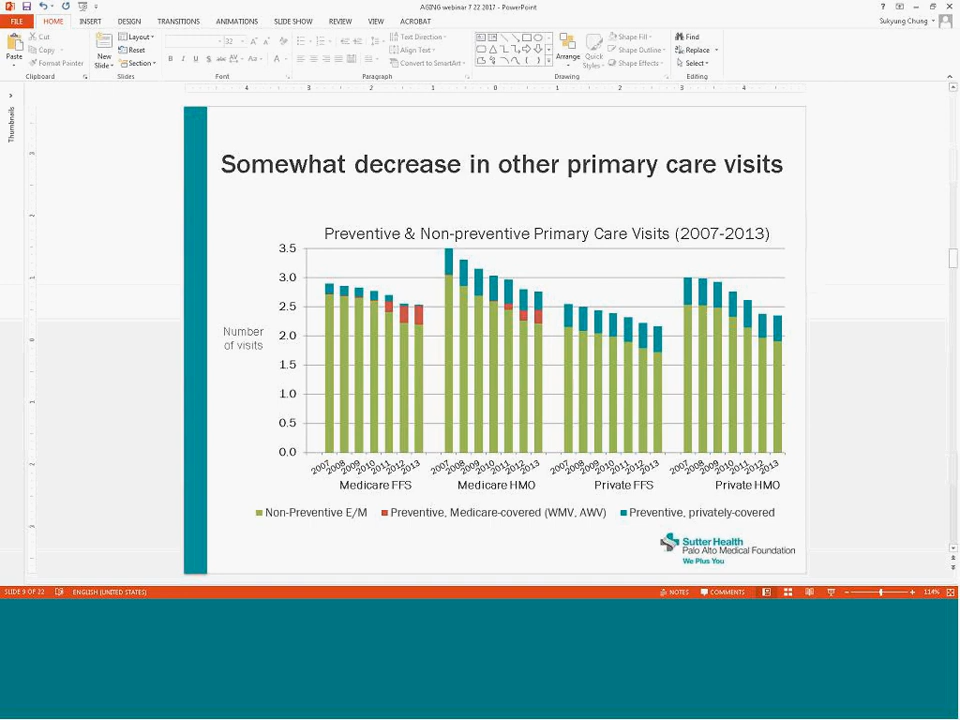 AGING webinar 7 22 2017 - PowerPoint
FILE HOME INSERT DESIGN TRANSITIONS ANIMATIONS SLIDE SHOW REVIEW VIEW ACROBAT Sukyung Chung
Paste Cut Copy Format Painter
New Slide Layout Reset Section
32
Text Direction Align Text Convert to SmartArt
Arrange Quick Styles Shape Fill Shape Outline Shape Effects
Find Replace Select
Clipboard Slides Font Paragraph Drawing Editing
Thumbnails
Somewhat decrease in other primary care visits
Preventive & Non-preventive Primary Care Visits (2007-2013)
Number
of visits
3.5
3.0
2.5
2.0
1.5
1.0
0.5
0.0
2007 2008 2009 2010 2011 2012 2013 2007 2008 2009 2010 2011 2012 2013 2007 2008 2009 2010 2011 2012 2013 2007 2008 2009 2010 2011 2012 2013
Medicare FFS Medicare HMO Private FFS Private HMO
Non-Preventive E/M Preventive, Medicare-covered (WMV, AWV) Preventive, privately-covered
Sutter Health
Palo Alto Medical Foundation
We Plus You
SLIDE 9 OF 22 ENGLISH (UNITED STATES) NOTES COMMENTS 114%